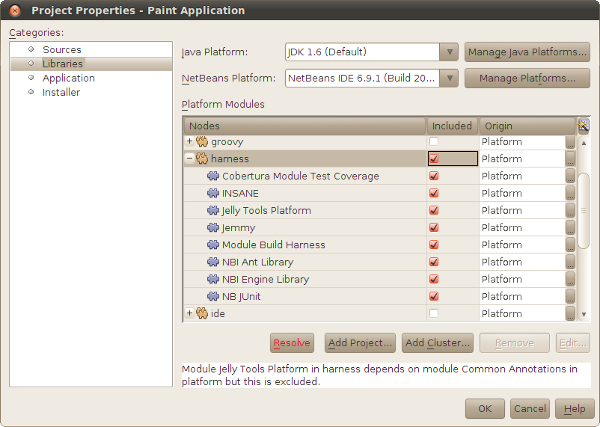 Project Properties - Paint Application
Categories:
Sources
Libraries
Application
Installer
Java Platform: JDK 1.6 (Default) Manage Java Platforms...
NetBeans Platform: NetBeans IDE 6.9.1 (Build 20... Manage Platforms...
Platform Modules
Nodes Included Origin
groovy Platform ...
harness Platform ...
Cobertura Module Test Coverage Platform ...
INSANE Platform ...
Jelly Tools Platform Platform ...
Jemmy Platform ...
Module Build Harness Platform ...
NBI Ant Library Platform ...
NBI Engine Library Platform ...
NB JUnit Platform ...
ide Platform ...
Resolve Add Project... Add Cluster... Remove Edit...
Module Jelly Tools Platform in harness depends on module Common Annotations in
platform but this is excluded.
OK Cancel Help